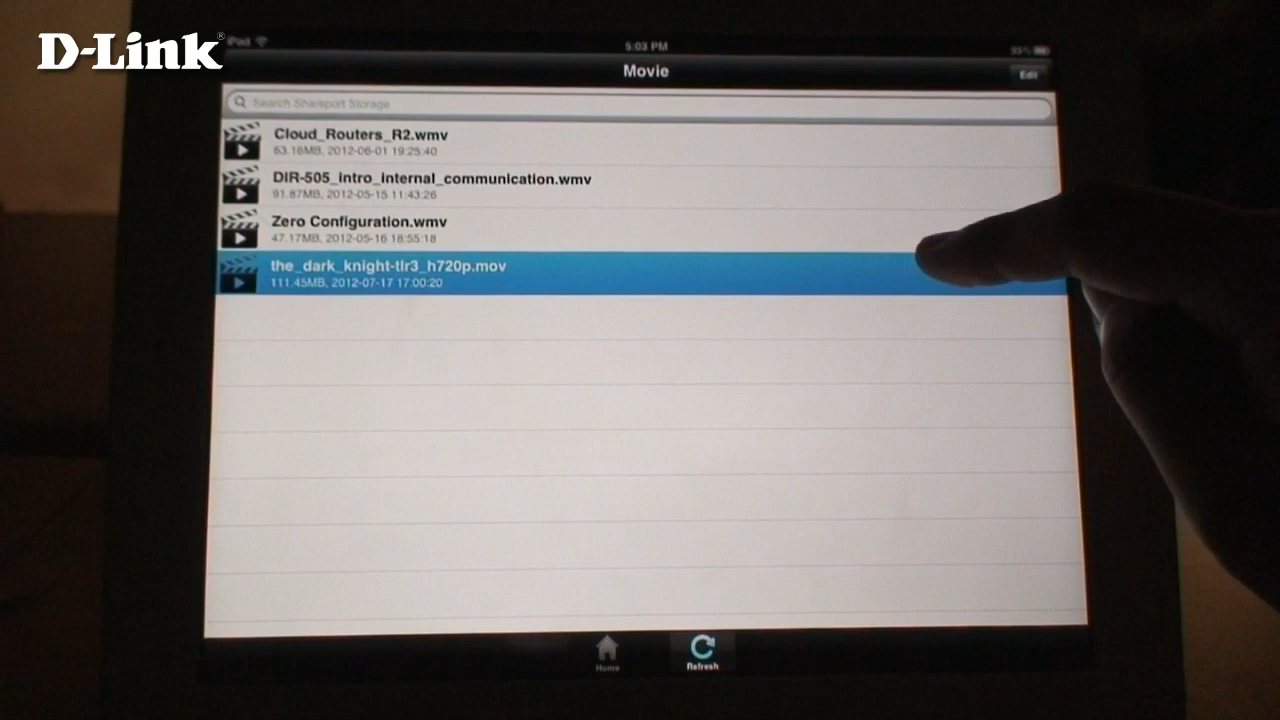 D-Link®
iPad
5:03 PM
93%
Movie
Edit
Search Shareport Storage
Cloud_Routers_R2.wmv
63.16MB, 2012-06-01 19:25:40
DIR-505_intro_internal_communication.wmv
91.87MB, 2012-05-15 11:43:26
Zero Configuration.wmv
47.17MB, 2012-05-16 18:55:18
the_dark_knight-tlr3_h720p.mov
111.45MB, 2012-07-17 17:00:20
Home
Refresh